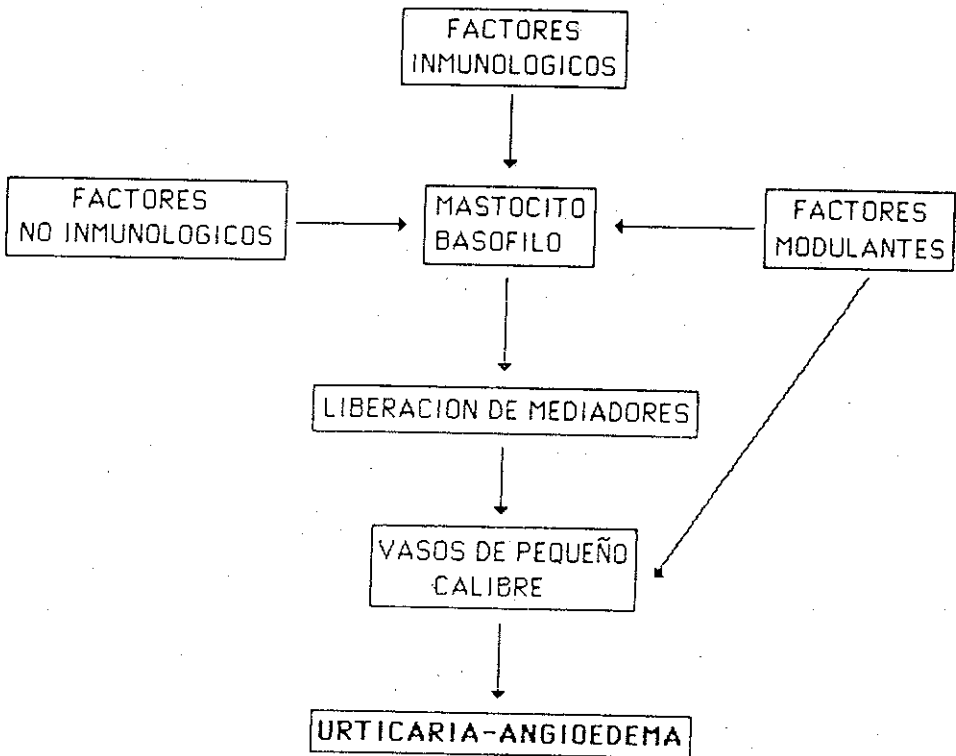 FACTORES
INMUNOLOGICOS
FACTORES
NO INMUNOLOGICOS
MASTOCITO
BASOFILO
FACTORES
MODULANTES
LIBERACION DE MEDIADORES
VASOS DE PEQUEÑO
CALIBRE
URTICARIA-ANGIOEDEMA